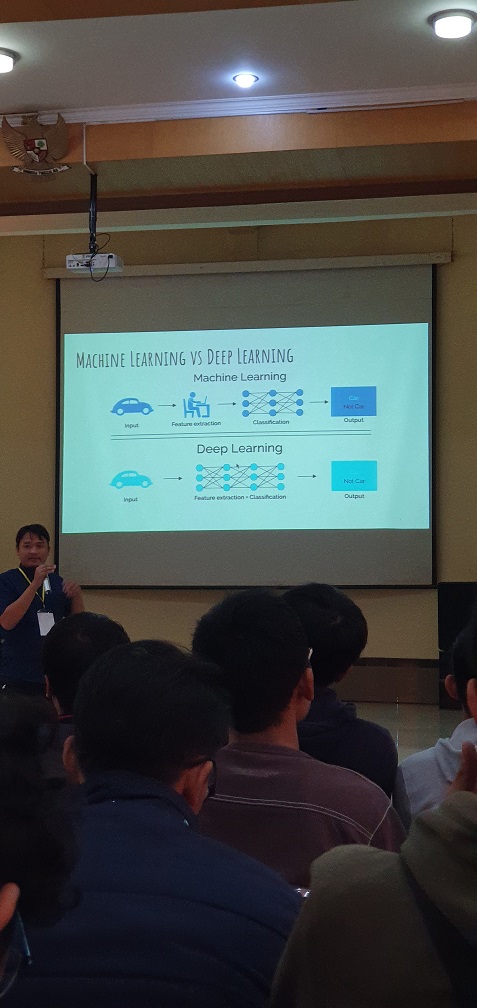 MACHINE LEARNING VS DEEP LEARNING
Machine Learning
Input
Feature extraction
Classification
Car
Not Car
Output
Deep Learning
Input
Feature extraction + Classification
Not Car
Output